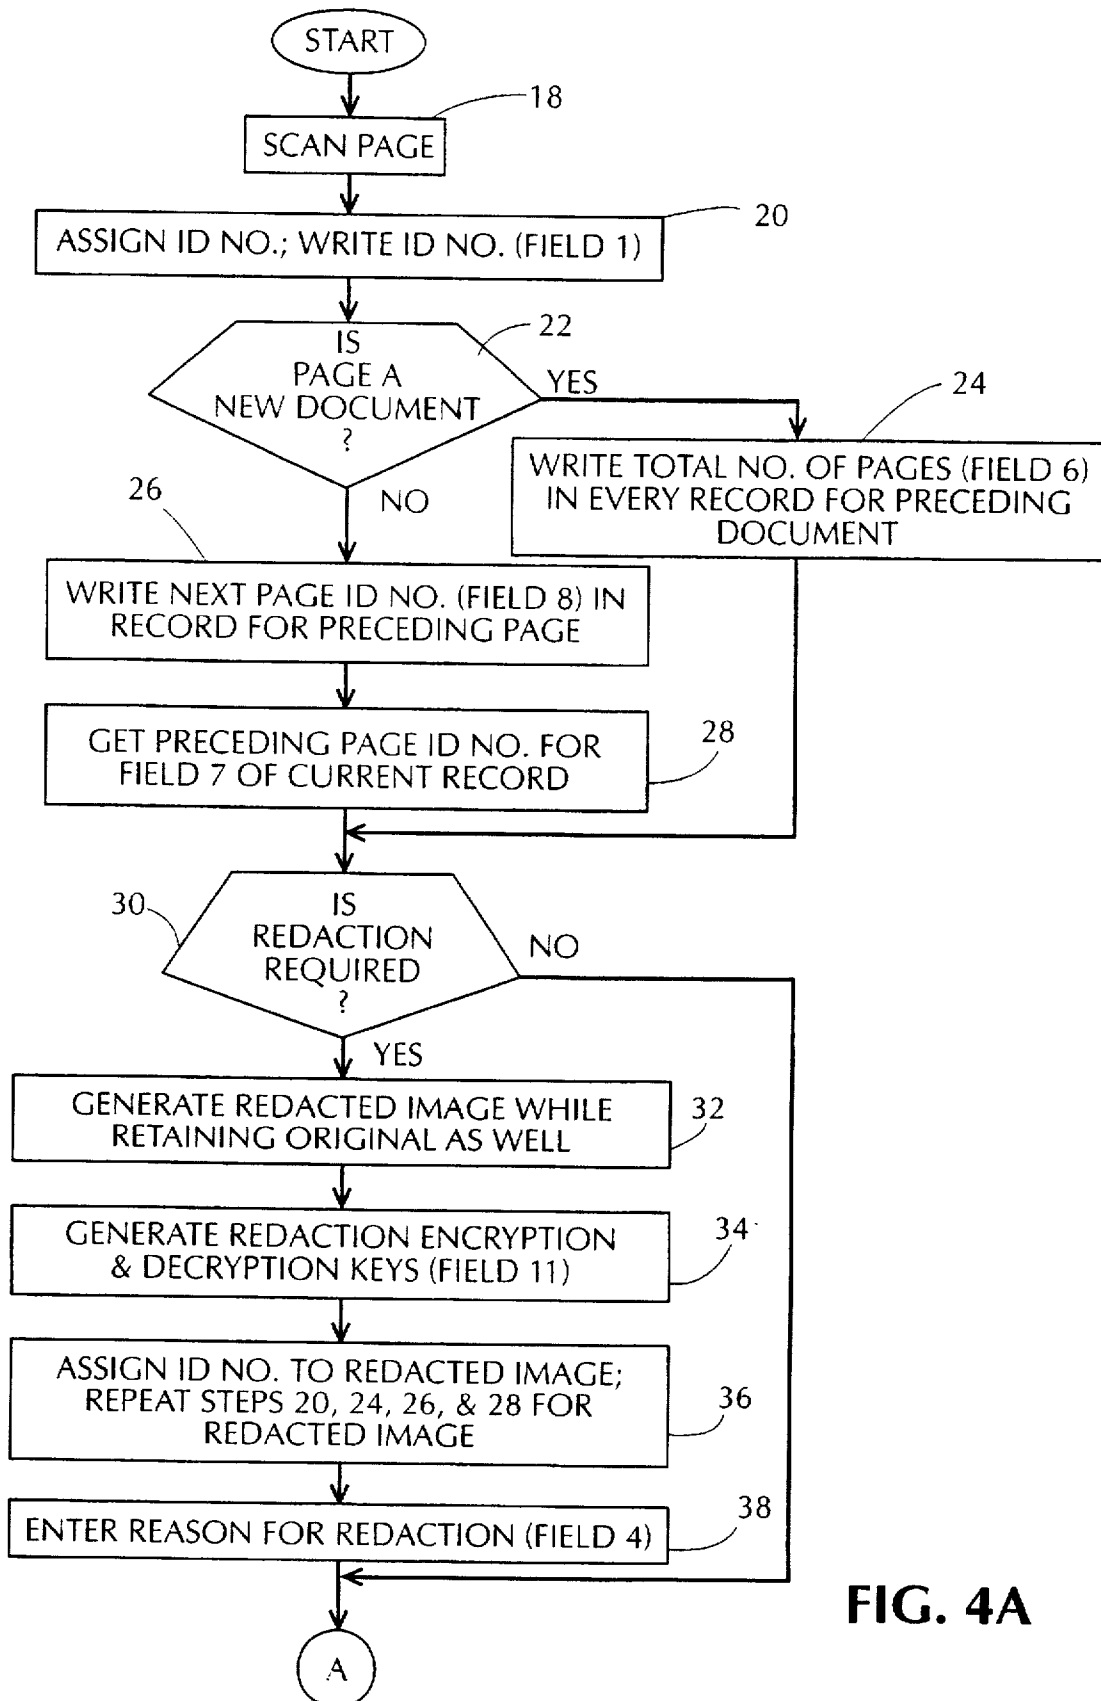 START
18
SCAN PAGE
20
ASSIGN ID NO.; WRITE ID NO. (FIELD 1)
22
IS
PAGE A
NEW DOCUMENT
?
YES
24
WRITE TOTAL NO. OF PAGES (FIELD 6)
IN EVERY RECORD FOR PRECEDING
DOCUMENT
NO
26
WRITE NEXT PAGE ID NO. (FIELD 8) IN
RECORD FOR PRECEDING PAGE
GET PRECEDING PAGE ID NO. FOR
FIELD 7 OF CURRENT RECORD
28
30
IS
REDACTION
REQUIRED
?
NO
YES
GENERATE REDACTED IMAGE WHILE
RETAINING ORIGINAL AS WELL
32
GENERATE REDACTION ENCRYPTION
& DECRYPTION KEYS (FIELD 11)
34
ASSIGN ID NO. TO REDACTED IMAGE;
REPEAT STEPS 20, 24, 26, & 28 FOR
REDACTED IMAGE
36
ENTER REASON FOR REDACTION (FIELD 4)
38
A
FIG. 4A